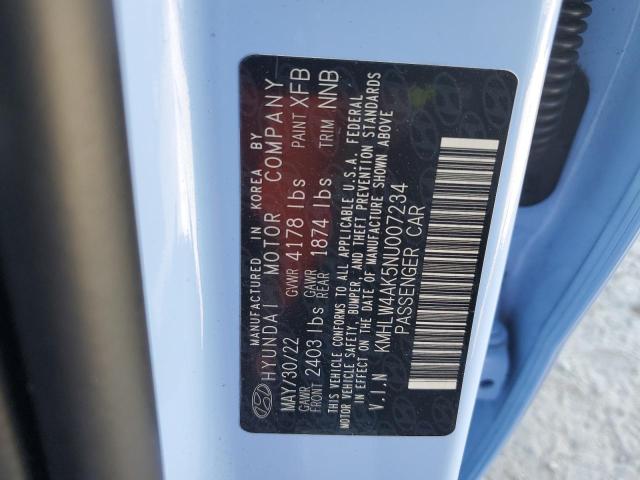 MANUFACTURED IN KOREA BY
HYUNDAI MOTOR COMPANY
MAY/30/22 GVWR 4178 lbs PAINT XFB
GAWR FRONT 2403 lbs GAWR REAR 1874 lbs TRIM NNB
THIS VEHICLE CONFORMS TO ALL APPLICABLE U.S.A. FEDERAL
MOTOR VEHICLE SAFETY, BUMPER, AND THEFT PREVENTION STANDARDS
IN EFFECT ON THE DATE OF MANUFACTURE SHOWN ABOVE
V.I.N KMHLW4AK5NU007234
PASSENGER CAR